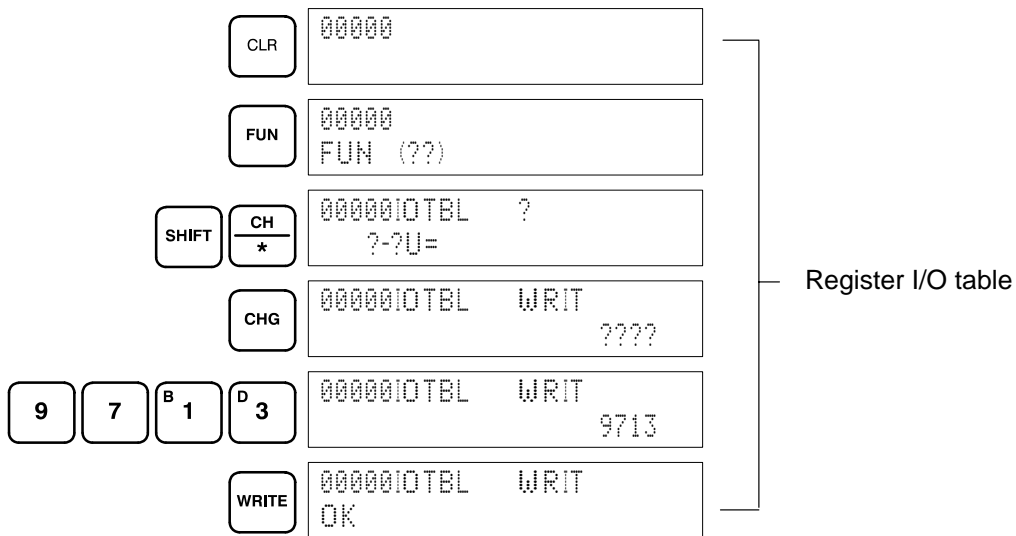 CLR
00000
FUN
00000
FUN (??)
SHIFT
CH
*
00000IOTBL ?
?-?U=
CHG
00000IOTBL WRIT
????
Register I/O table
9 7 B 1 D 3
00000IOTBL WRIT
9713
WRITE
00000IOTBL WRIT
OK